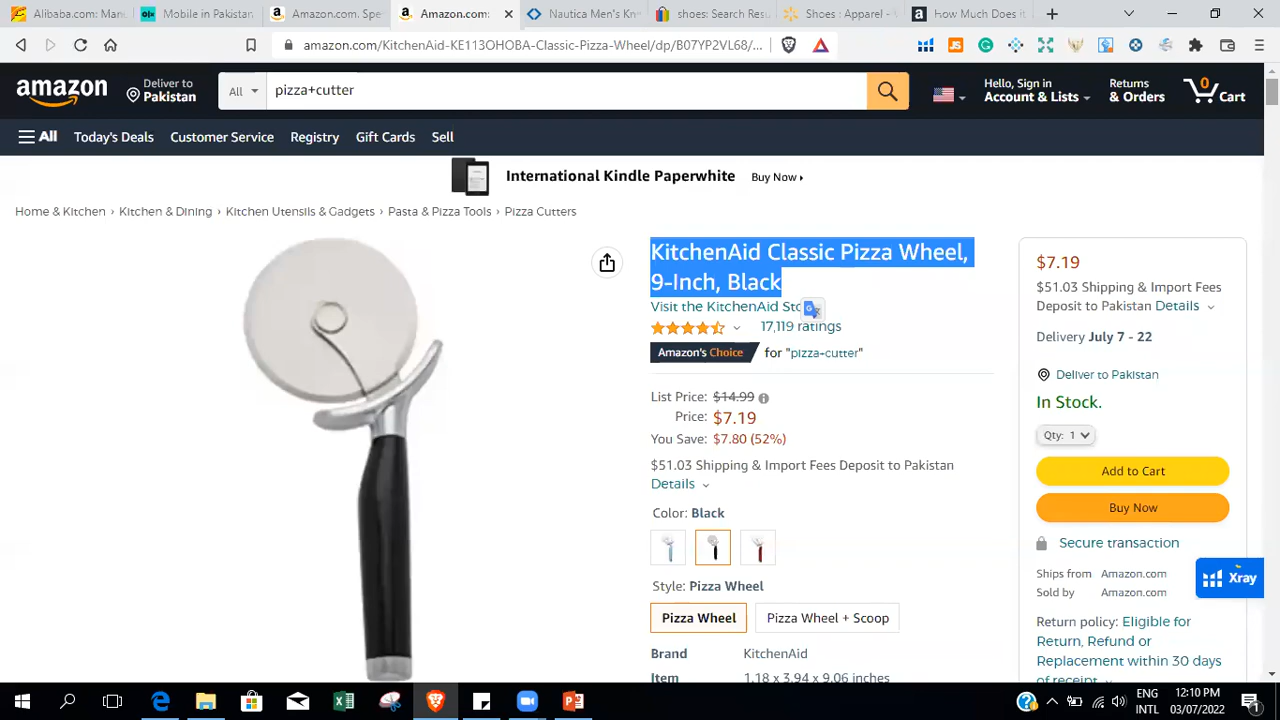 Alibaba.com: Man
Mobile in Pakistan
Amazon.com. Spe
Amazon.com:
Nautica Men's Kn
shoes: Search Resu
Shoes : Apparel
How Much Does it
amazon.com/KitchenAid-KE113OHOBA-Classic-Pizza-Wheel/dp/B07YP2VL68/...
amazon
Deliver to
Pakistan
All
pizza+cutter
Hello, Sign in
Account & Lists
Returns
& Orders
0
Cart
All
Today's Deals
Customer Service
Registry
Gift Cards
Sell
International Kindle Paperwhite Buy Now
Home & Kitchen › Kitchen & Dining › Kitchen Utensils & Gadgets › Pasta & Pizza Tools › Pizza Cutters
KitchenAid Classic Pizza Wheel,
9-Inch, Black
Visit the KitchenAid Sto
17,119 ratings
Amazon's Choice for "pizza+cutter"
List Price: $14.99
Price: $7.19
You Save: $7.80 (52%)
$51.03 Shipping & Import Fees Deposit to Pakistan
Details
Color: Black
Style: Pizza Wheel
Pizza Wheel
Pizza Wheel + Scoop
Brand KitchenAid
Item 1.18 x 3.94 x 9.06 inches
$7.19
$51.03 Shipping & Import Fees
Deposit to Pakistan Details
Delivery July 7 - 22
Deliver to Pakistan
In Stock.
Qty: 1
Add to Cart
Buy Now
Secure transaction
Xray
Ships from Amazon.com
Sold by Amazon.com
Return policy: Eligible for
Return, Refund or
Replacement within 30 days
of receipt
ENG
INTL
12:10 PM
03/07/2022
1